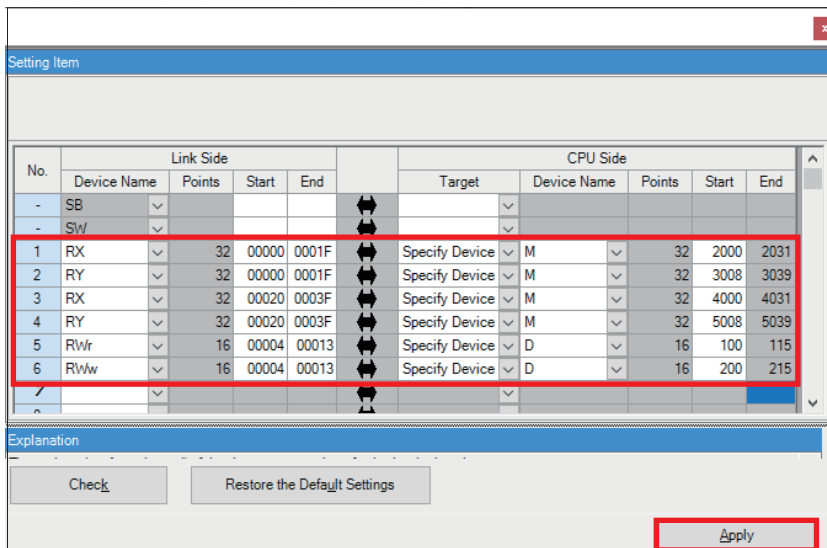 Setting Item
No. Link Side CPU Side
Device Name Points Start End Target Device Name Points Start End
- SB
- SW
1 RX 32 00000 0001F Specify Device M 32 2000 2031
2 RY 32 00000 0001F Specify Device M 32 3008 3039
3 RX 32 00020 0003F Specify Device M 32 4000 4031
4 RY 32 00020 0003F Specify Device M 32 5008 5039
5 RWr 16 00004 00013 Specify Device D 16 100 115
6 RWw 16 00004 00013 Specify Device D 16 200 215
Explanation
Check Restore the Default Settings
Apply